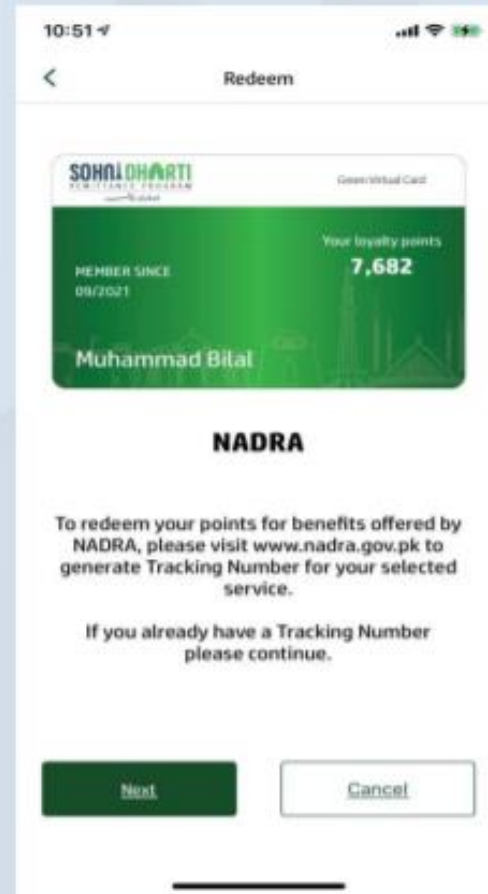 10:51
Redeem
SOHNI DHARTI
REMITTANCE PROGRAM
Green Virtual Card
Your loyalty points
7,682
MEMBER SINCE
09/2021
Muhammad Bilal
NADRA
To redeem your points for benefits offered by
NADRA, please visit www.nadra.gov.pk to
generate Tracking Number for your selected
service.
If you already have a Tracking Number
please continue.
Next
Cancel